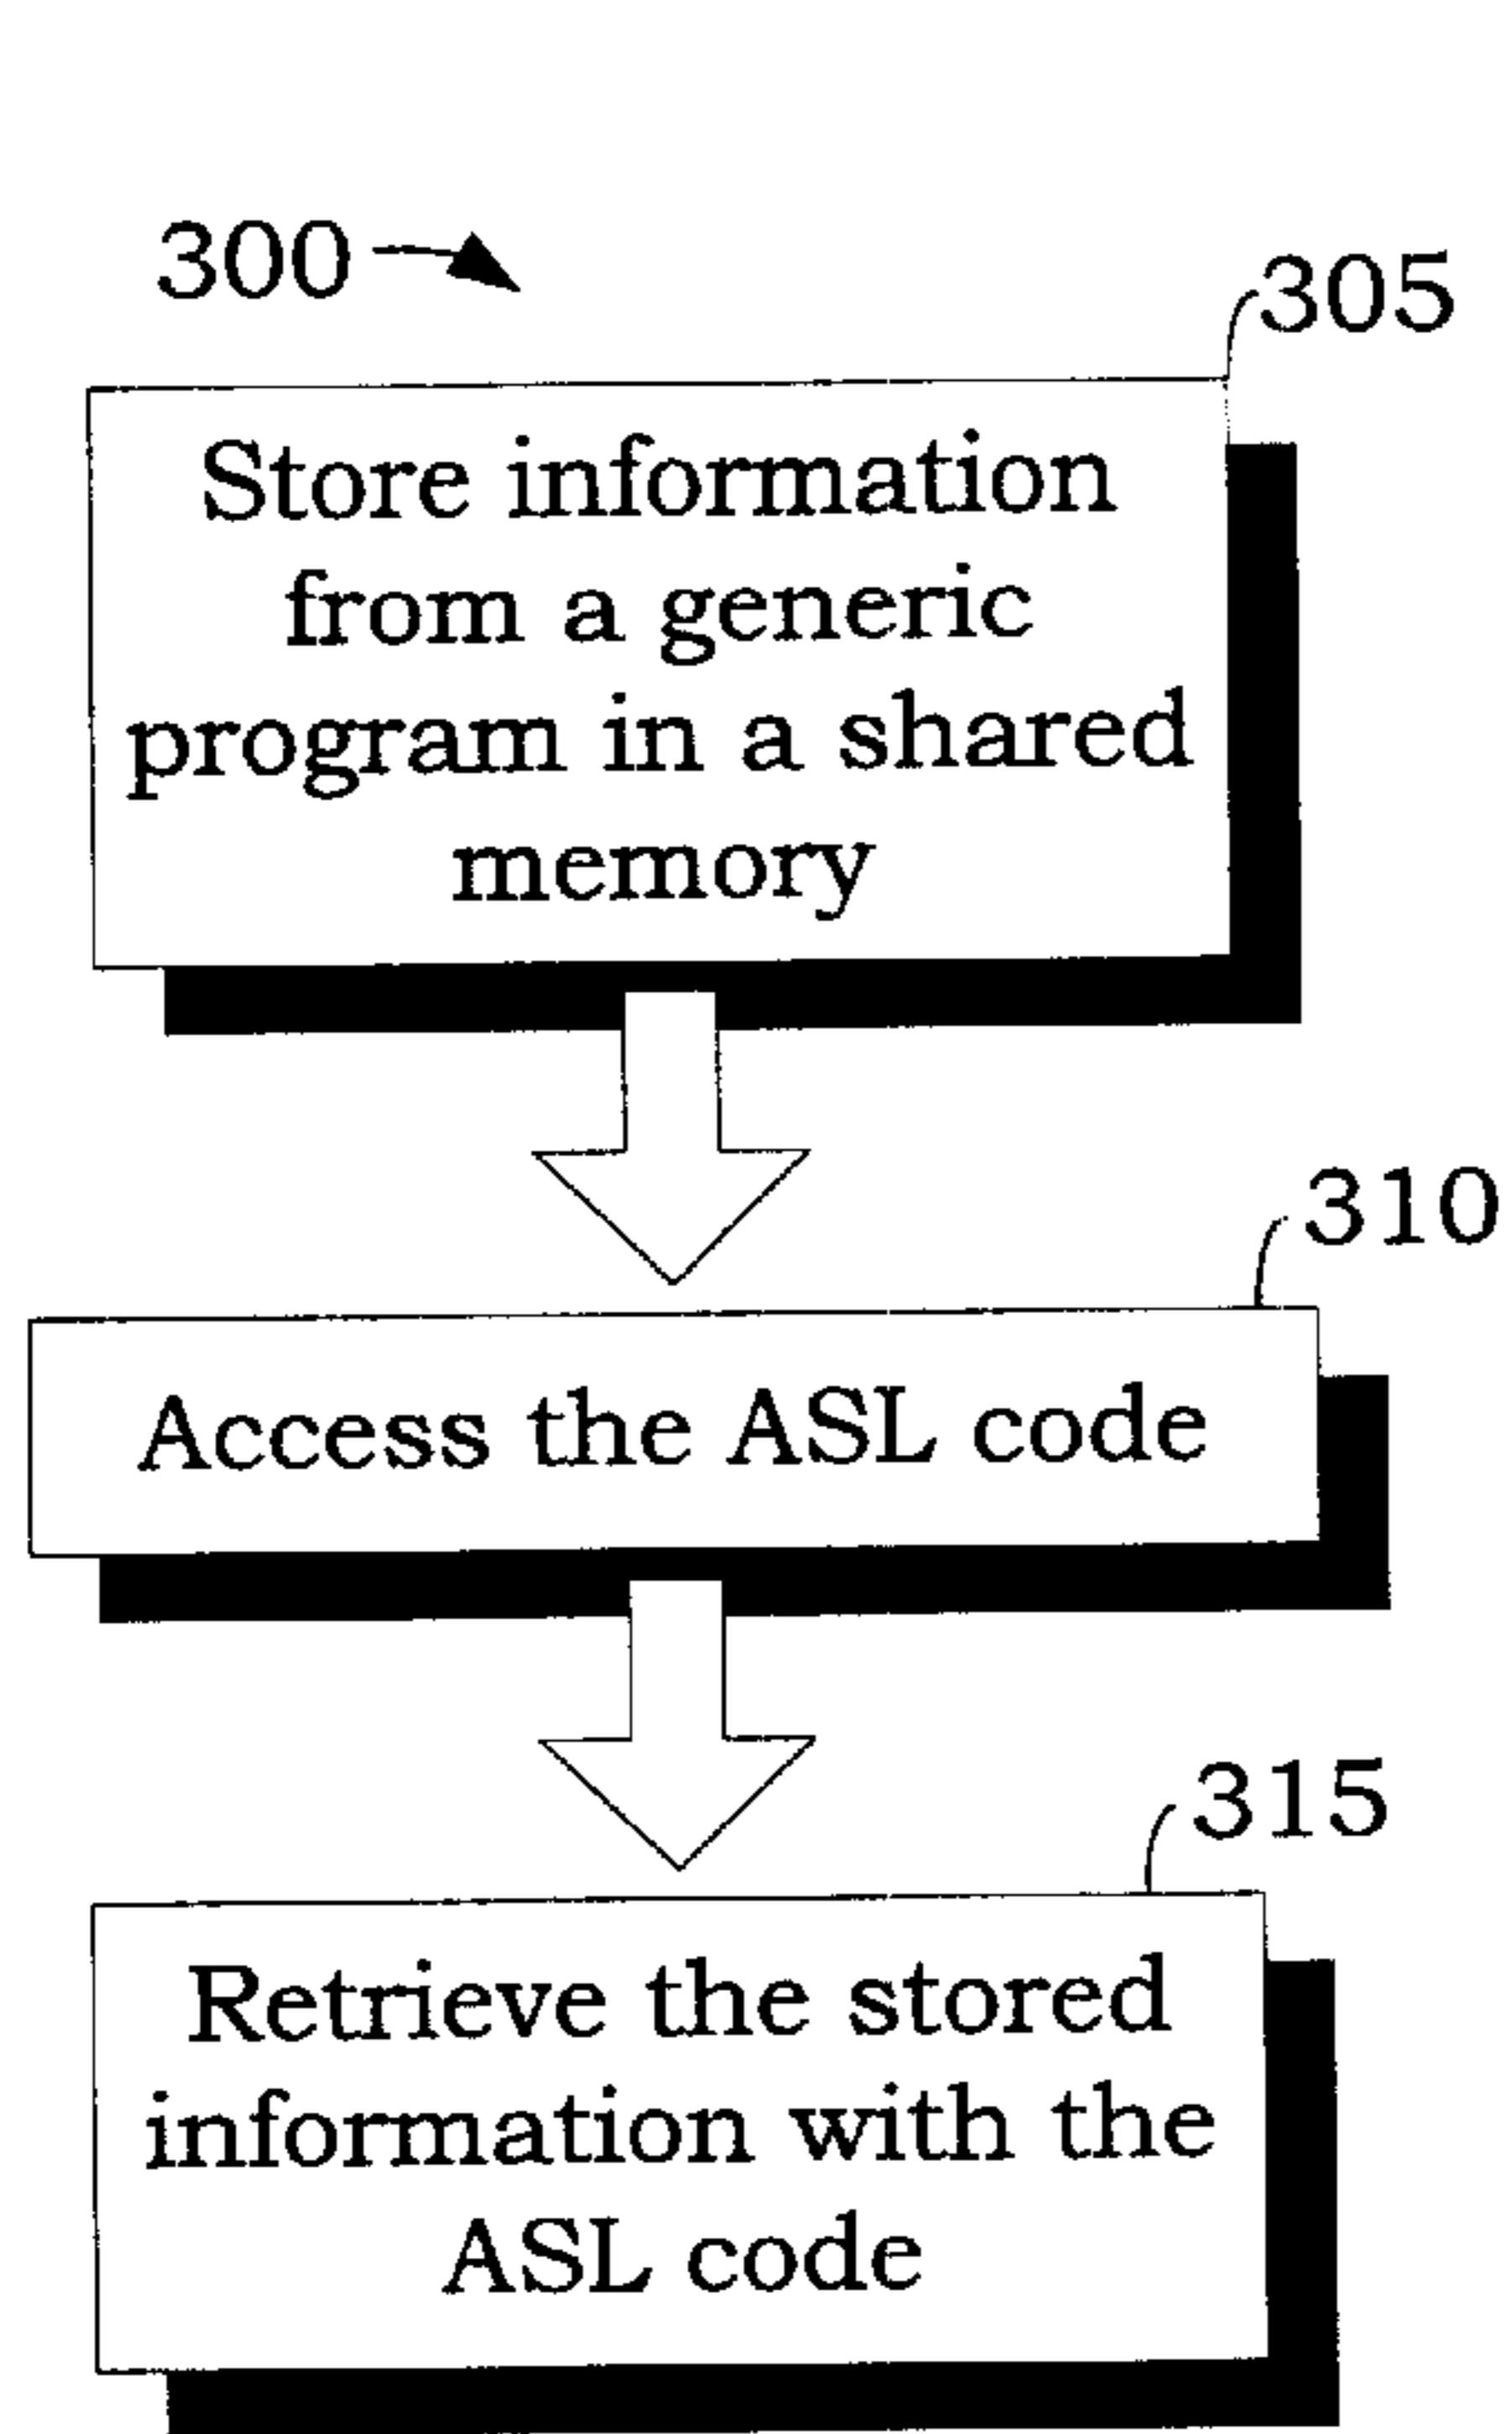 300
305
Store information
from a generic
program in a shared
memory
310
Access the ASL code
315
Retrieve the stored
information with the
ASL code